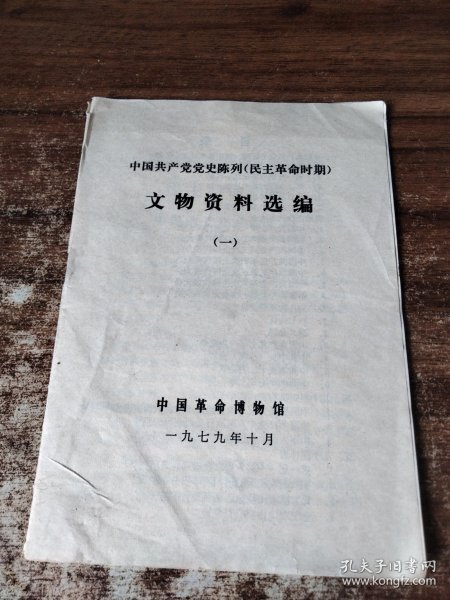 中国共产党党史陈列(民主革命时期)
文物资料选编
(一)
中国革命博物馆
一九七九年十月
孔夫子旧书网
www.kongfz.com